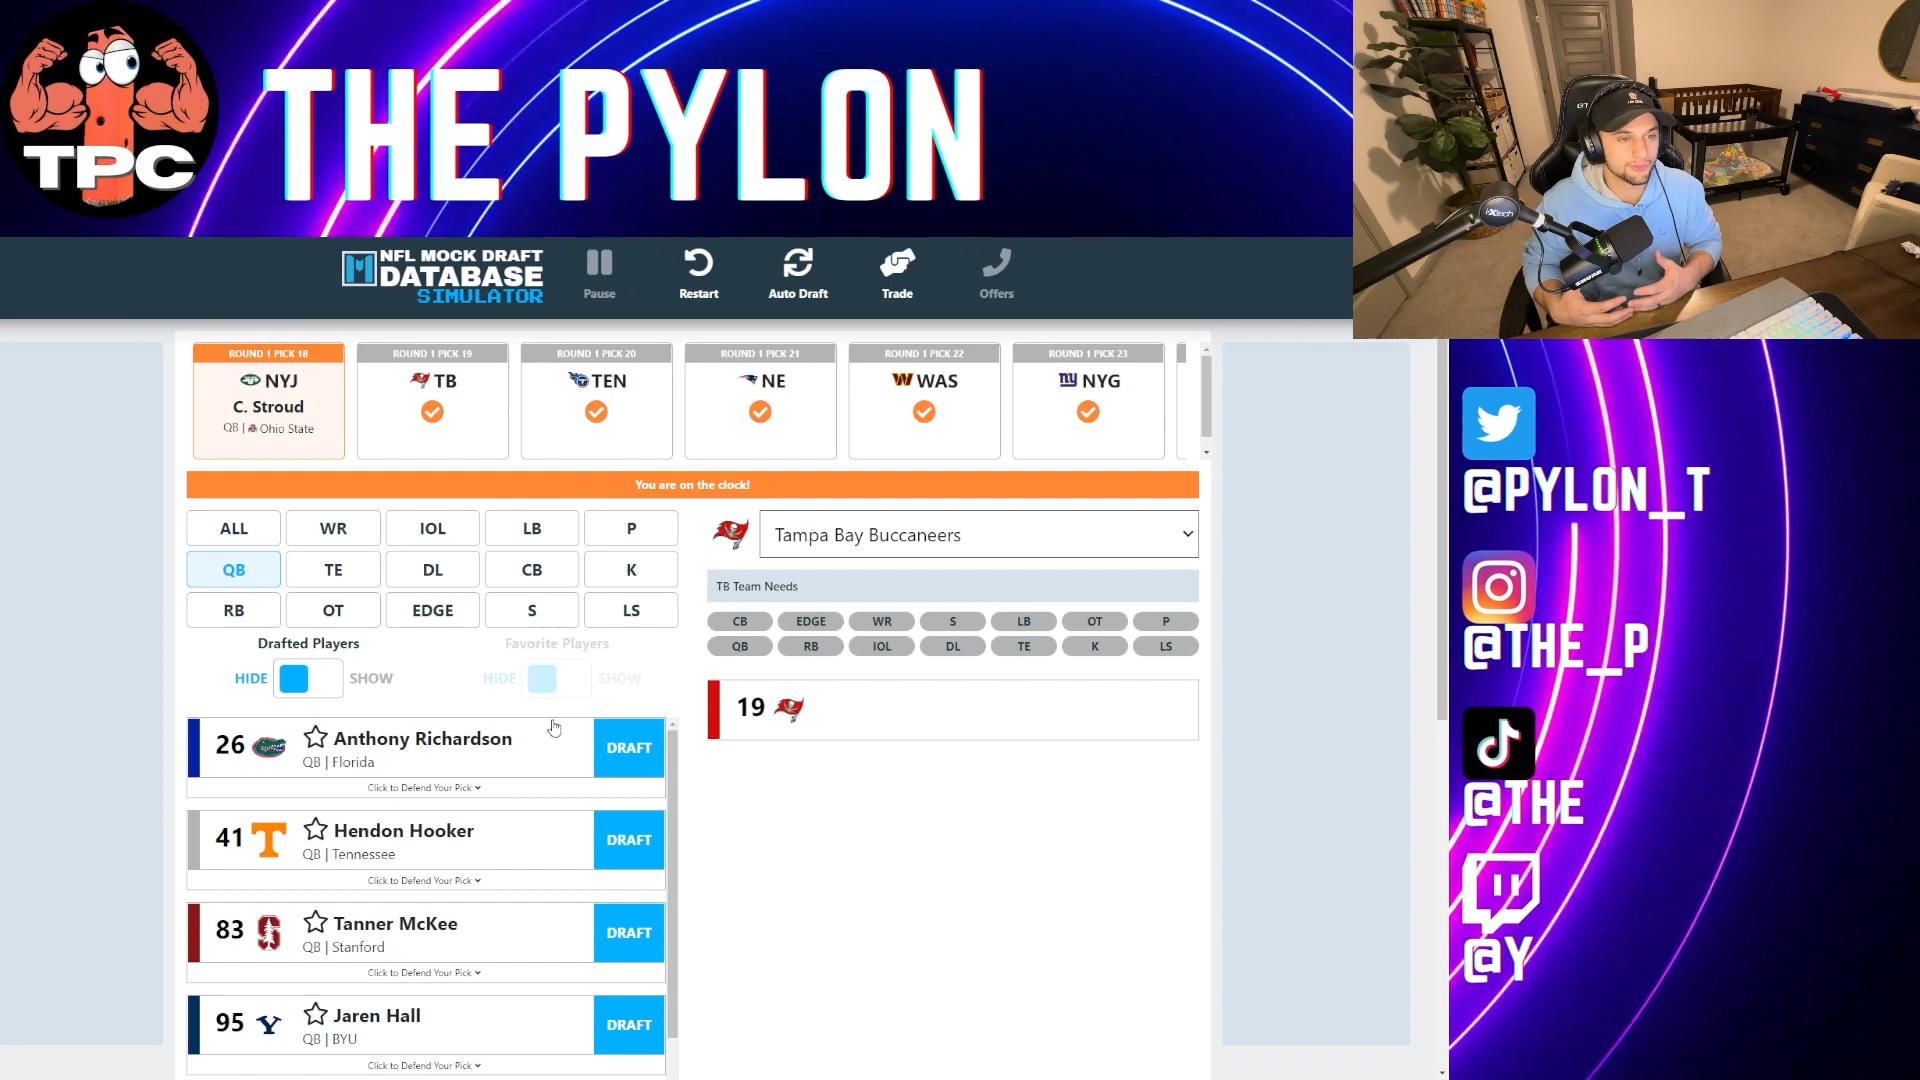 TPC
THE PYLON
NFL MOCK DRAFT
DATABASE
SIMULATOR
Pause
Restart
Auto Draft
Trade
Offers
ROUND 1 PICK 18
NYJ
C. Stroud
QB | Ohio State
ROUND 1 PICK 19
TB
ROUND 1 PICK 20
TEN
ROUND 1 PICK 21
NE
ROUND 1 PICK 22
WAS
ROUND 1 PICK 23
NYG
You are on the clock!
ALL
WR
IOL
LB
P
QB
TE
DL
CB
K
RB
OT
EDGE
S
LS
Drafted Players
HIDE
SHOW
Favorite Players
HIDE
SHOW
26
Anthony Richardson
QB | Florida
DRAFT
Click to Defend Your Pick
41
Hendon Hooker
QB | Tennessee
DRAFT
Click to Defend Your Pick
83
Tanner McKee
QB | Stanford
DRAFT
Click to Defend Your Pick
95
Jaren Hall
QB | BYU
DRAFT
Click to Defend Your Pick
Tampa Bay Buccaneers
TB Team Needs
CB
EDGE
WR
S
LB
OT
P
QB
RB
IOL
DL
TE
K
LS
19
@PYLON_T
@THE_P
@THE
@Y